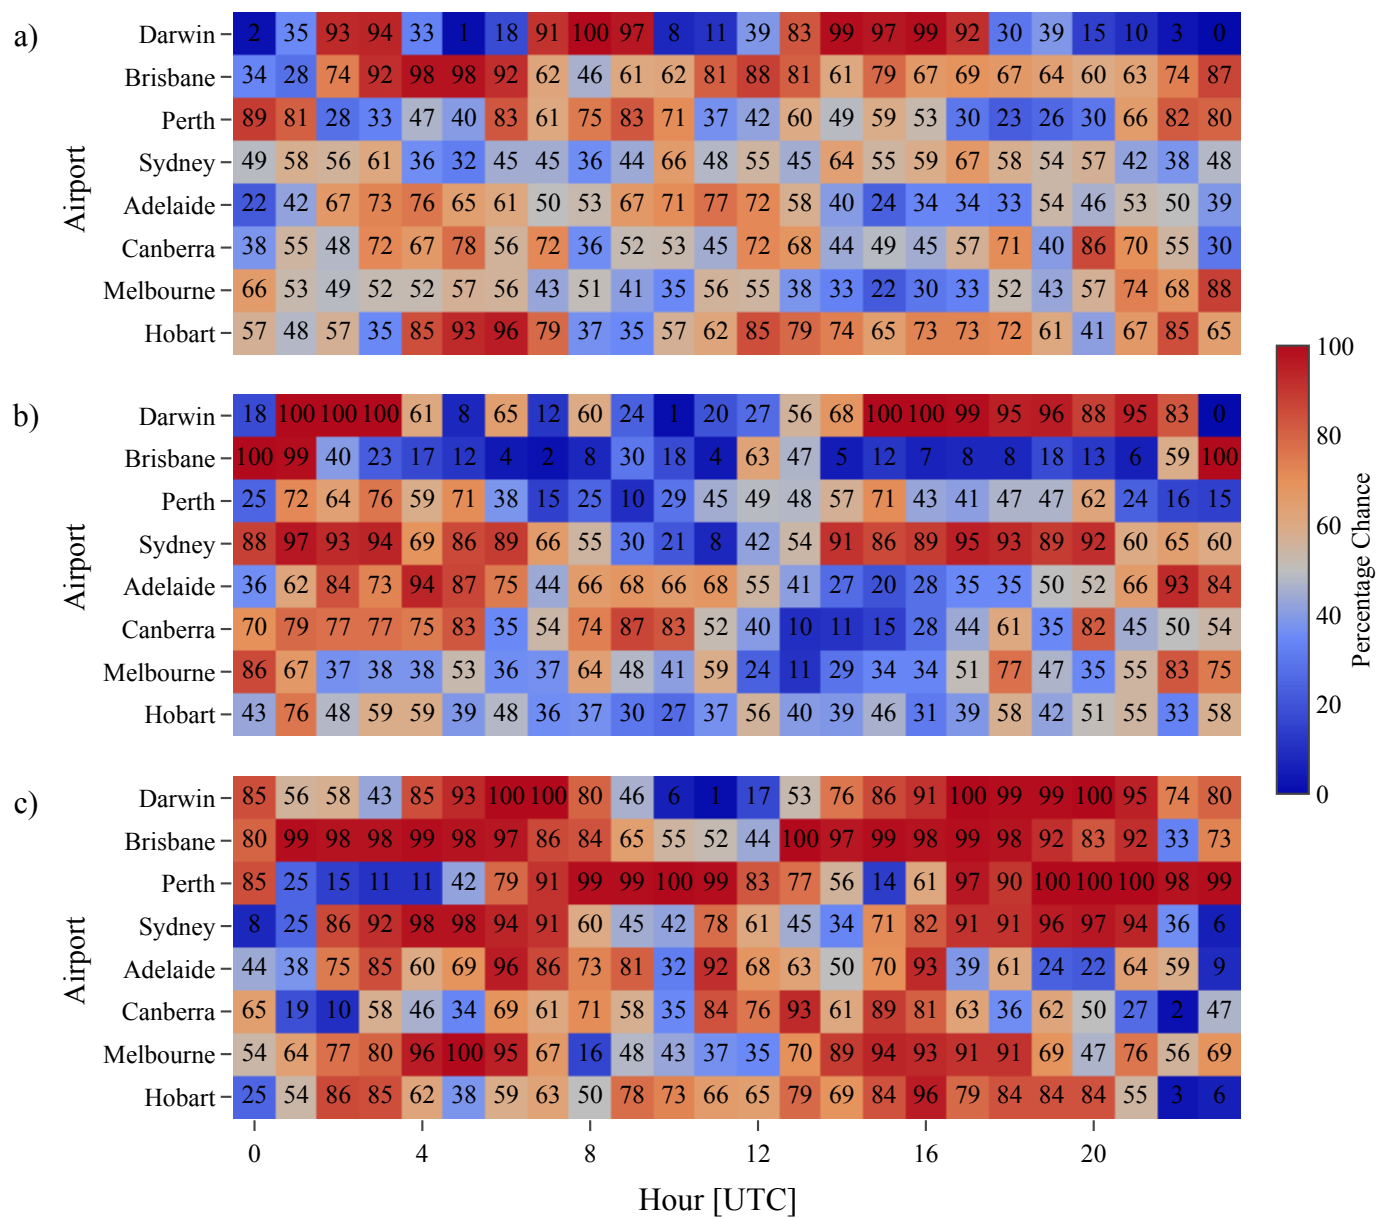 a)
Airport
Darwin 2 35 93 94 33 1 18 91 100 97 8 11 39 83 99 97 99 92 30 39 15 10 3 0
Brisbane 34 28 74 92 98 98 92 62 46 61 62 81 88 81 61 79 67 69 67 64 60 63 74 87
Perth 89 81 28 33 47 40 83 61 75 83 71 37 42 60 49 59 53 30 23 26 30 66 82 80
Sydney 49 58 56 61 36 32 45 45 36 44 66 48 55 45 64 55 59 67 58 54 57 42 38 48
Adelaide 22 42 67 73 76 65 61 50 53 67 71 77 72 58 40 24 34 34 33 54 46 53 50 39
Canberra 38 55 48 72 67 78 56 72 36 52 53 45 72 68 44 49 45 57 71 40 86 70 55 30
Melbourne 66 53 49 52 52 57 56 43 51 41 35 56 55 38 33 22 30 33 52 43 57 74 68 88
Hobart 57 48 57 35 85 93 96 79 37 35 57 62 85 79 74 65 73 73 72 61 41 67 85 65
b)
Airport
Darwin 18 100 100 100 61 8 65 12 60 24 1 20 27 56 68 100 100 99 95 96 88 95 83 0
Brisbane 100 99 40 23 17 12 4 2 8 30 18 4 63 47 5 12 7 8 8 18 13 6 59 100
Perth 25 72 64 76 59 71 38 15 25 10 29 45 49 48 57 71 43 41 47 47 62 24 16 15
Sydney 88 97 93 94 69 86 89 66 55 30 21 8 42 54 91 86 89 95 93 89 92 60 65 60
Adelaide 36 62 84 73 94 87 75 44 66 68 66 68 55 41 27 20 28 35 35 50 52 66 93 84
Canberra 70 79 77 77 75 83 35 54 74 87 83 52 40 10 11 15 28 44 61 35 82 45 50 54
Melbourne 86 67 37 38 38 53 36 37 64 48 41 59 24 11 29 34 34 51 77 47 35 55 83 75
Hobart 43 76 48 59 59 39 48 36 37 30 27 37 56 40 39 46 31 39 58 42 51 55 33 58
c)
Airport
Darwin 85 56 58 43 85 93 100 100 80 46 6 1 17 53 76 86 91 100 99 99 100 95 74 80
Brisbane 80 99 98 98 99 98 97 86 84 65 55 52 44 100 97 99 98 99 98 92 83 92 33 73
Perth 85 25 15 11 11 42 79 91 99 99 100 99 83 77 56 14 61 97 90 100 100 100 98 99
Sydney 8 25 86 92 98 98 94 91 60 45 42 78 61 45 34 71 82 91 91 96 97 94 36 6
Adelaide 44 38 75 85 60 69 96 86 73 81 32 92 68 63 50 70 93 39 61 24 22 64 59 9
Canberra 65 19 10 58 46 34 69 61 71 58 35 84 76 93 61 89 81 63 36 62 50 27 2 47
Melbourne 54 64 77 80 96 100 95 67 16 48 43 37 35 70 89 94 93 91 91 69 47 76 56 69
Hobart 25 54 86 85 62 38 59 63 50 78 73 66 65 79 69 84 96 79 84 84 84 55 3 6
0 4 8 12 16 20
Hour [UTC]
100
80
60
40
20
0
Percentage Chance